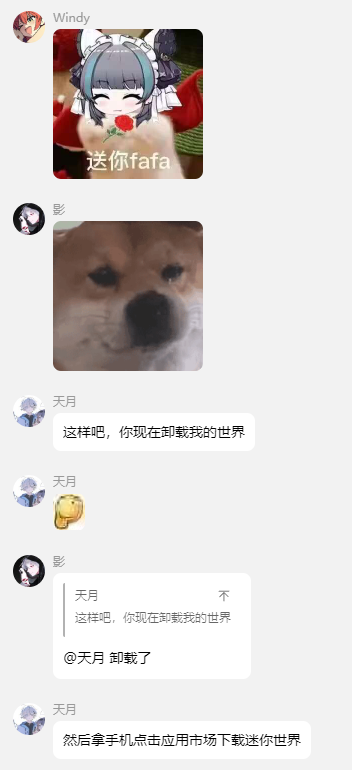 Windy
送你fafa
影
天月
这样吧，你现在卸载我的世界
天月
影
天月
这样吧，你现在卸载我的世界
@天月 卸载了
天月
然后拿手机点击应用市场下载迷你世界